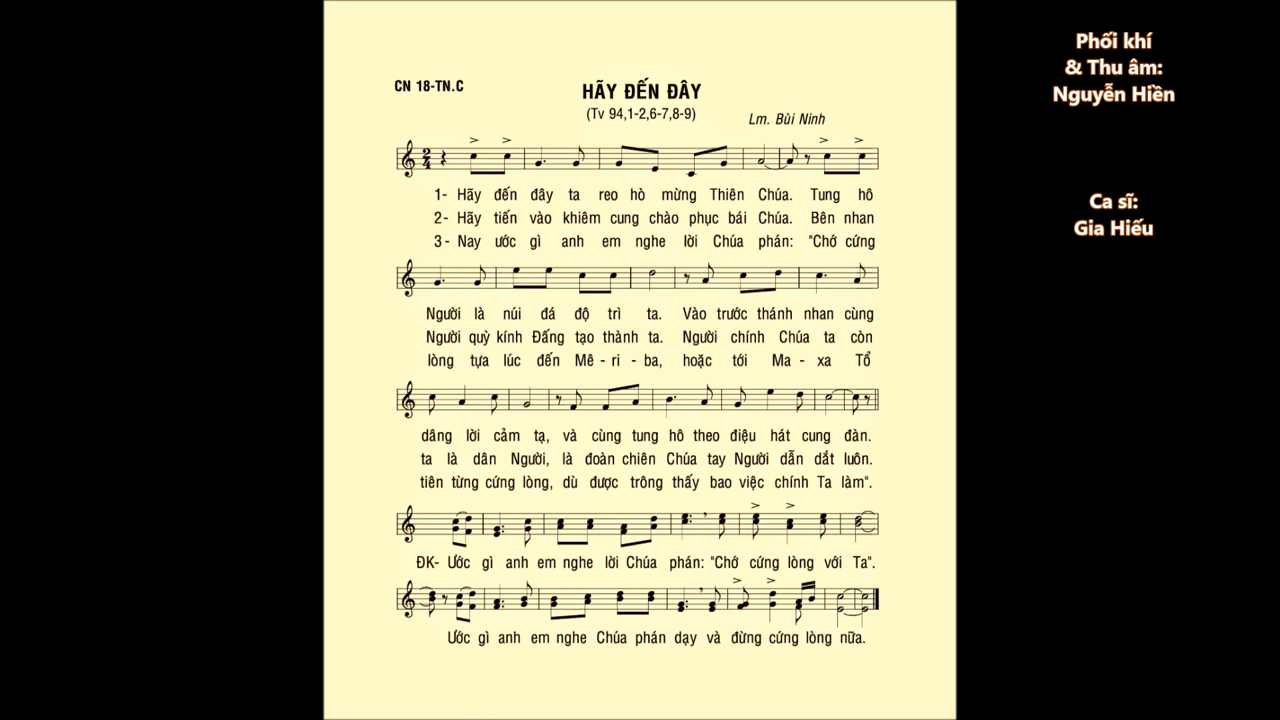 CN 18-TN.C
HÃY ĐẾN ĐÂY
(Tv 94,1-2,6-7,8-9)
Lm. Bùi Ninh
1- Hãy đến đây ta reo hò mừng Thiên Chúa. Tung hô
2- Hãy tiến vào khiêm cung chào phục bái Chúa. Bên nhan
3- Nay ước gì anh em nghe lời Chúa phán: "Chớ cứng
Người là núi đá độ trì ta. Vào trước thánh nhan cùng
Người quỳ kính Đấng tạo thành ta. Người chính Chúa ta còn
lòng tựa lúc đến Mê - ri - ba, hoặc tới Ma - xa Tổ
dâng lời cảm tạ, và cùng tung hô theo điệu hát cung đàn.
ta là dân Người, là đoàn chiên Chúa tay Người dẫn dắt luôn.
tiên từng cứng lòng, dù được trông thấy bao việc chính Ta làm".
ĐK- Ước gì anh em nghe lời Chúa phán: "Chớ cứng lòng với Ta".
Ước gì anh em nghe Chúa phán dạy và đừng cứng lòng nữa.
Phối khí
& Thu âm:
Nguyễn Hiền
Ca sĩ:
Gia Hiếu